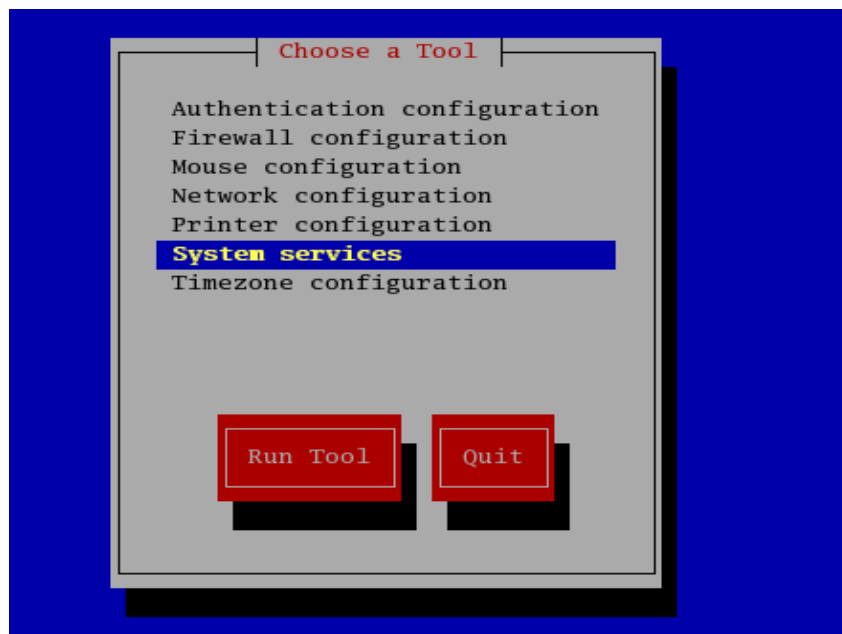 Choose a Tool
Authentication configuration
Firewall configuration
Mouse configuration
Network configuration
Printer configuration
System services
Timezone configuration
Run Tool
Quit